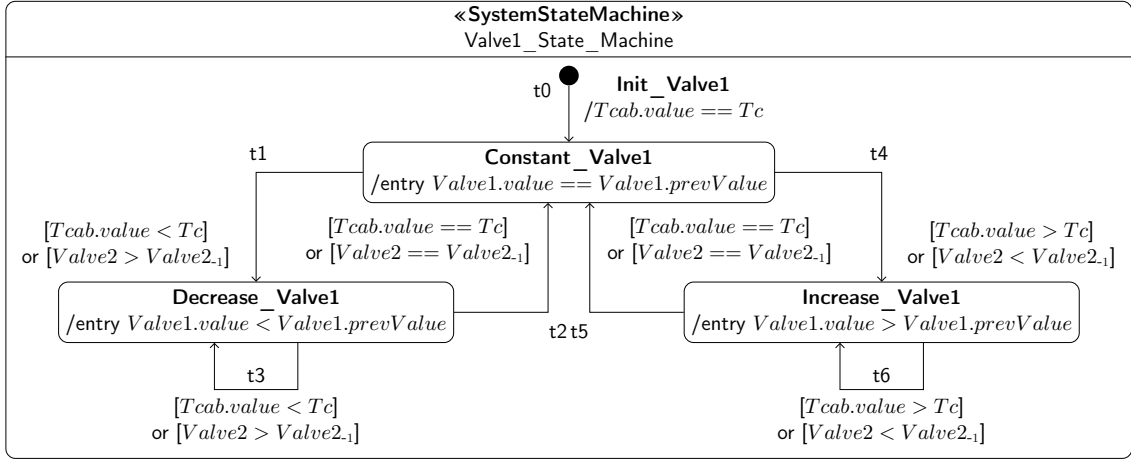 «SystemStateMachine»
Valve1_State_Machine
t0
Init_Valve1
/Tcab.value == Tc
Constant_Valve1
/entry Valve1.value == Valve1.prevValue
t1
t4
[Tcab.value < Tc]
or [Valve2 > Valve2₋₁]
[Tcab.value == Tc]
or [Valve2 == Valve2₋₁]
[Tcab.value == Tc]
or [Valve2 == Valve2₋₁]
[Tcab.value > Tc]
or [Valve2 < Valve2₋₁]
Decrease_Valve1
/entry Valve1.value < Valve1.prevValue
t2 t5
Increase_Valve1
/entry Valve1.value > Valve1.prevValue
t3
[Tcab.value < Tc]
or [Valve2 > Valve2₋₁]
t6
[Tcab.value > Tc]
or [Valve2 < Valve2₋₁]